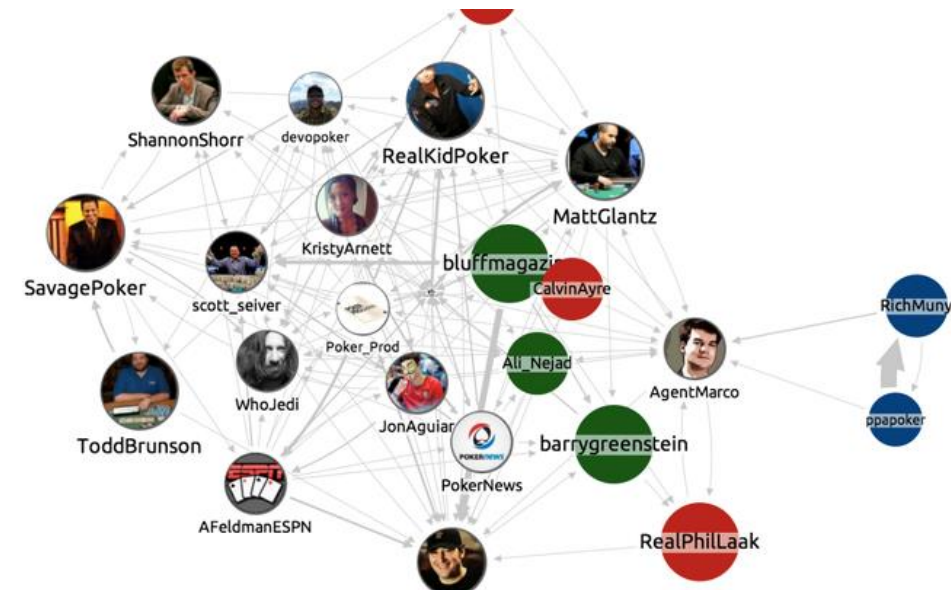 ShannonShorr
devopoker
RealKidPoker
MattGlantz
KristyArnett
SavagePoker
bluffmagazin
CalvinAyre
scott_seiver
RichMuny
Poker_Prod
Ali_Nejad
AgentMarco
WhoJedi
JonAguiar
ppapoker
ToddBrunson
POKERNEWS
barrygreenstein
PokerNews
ESPN
AFeldmanESPN
RealPhilLaak